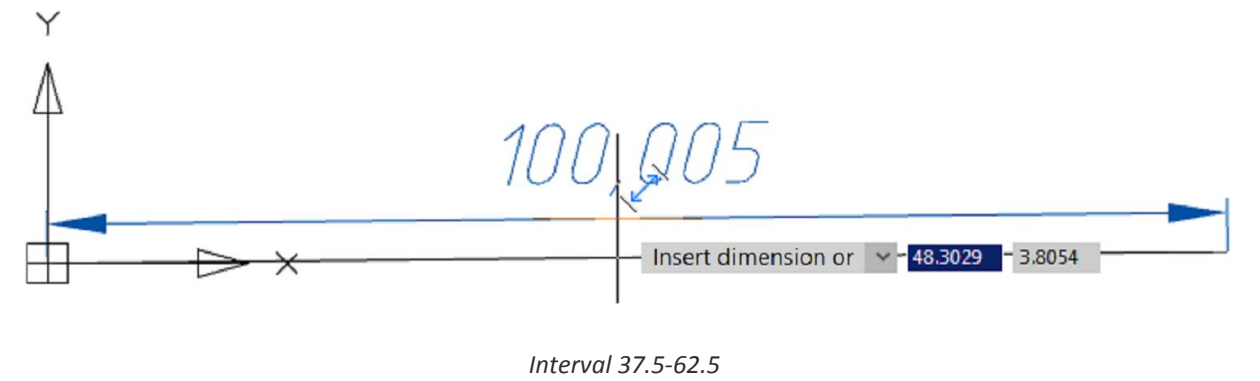 Y
100,005
X
Insert dimension or 48.3029 3.8054
Interval 37.5-62.5